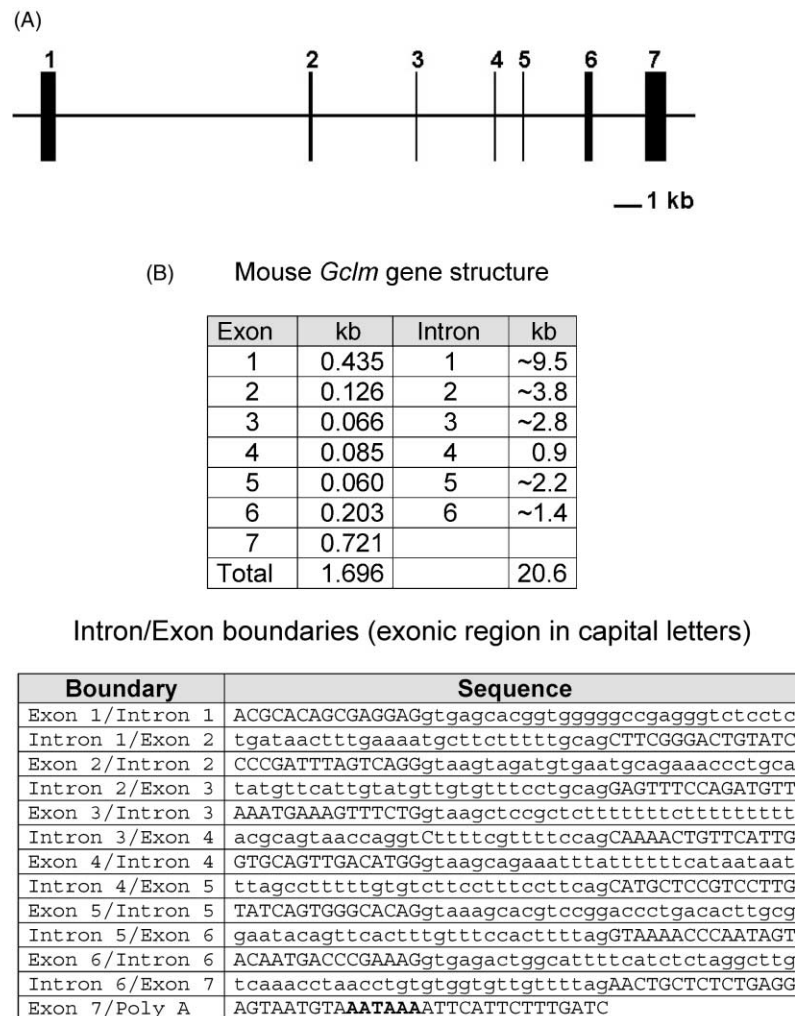 (A)
1 2 3 4 5 6 7
1 kb
(B) Mouse Gclm gene structure
Exon kb Intron kb
1 0.435 1 ~9.5
2 0.126 2 ~3.8
3 0.066 3 ~2.8
4 0.085 4 0.9
5 0.060 5 ~2.2
6 0.203 6 ~1.4
7 0.721
Total 1.696 20.6
Intron/Exon boundaries (exonic region in capital letters)
Boundary Sequence
Exon 1/Intron 1 ACGCACAGCGAGGAGgtgagcacggtgggggccgagggtctcctc
Intron 1/Exon 2 tgataactttgaaaatgcttctttttgcagCTTCGGGACTGTATC
Exon 2/Intron 2 CCCGATTTAGTCAGGgtaagtagatgtgaatgcagaaaccctgca
Intron 2/Exon 3 tatgttcattgtatgttgtgtttcctgcagGAGTTTCCAGATGTT
Exon 3/Intron 3 AAATGAAAGTTTCTGgtaagctccgctctttttttcttttttttt
Intron 3/Exon 4 acgcagtaaccaggtCttttcgttttccagCAAAACTGTTCATTG
Exon 4/Intron 4 GTGCAGTTGACATGGgtaagcagaaatttattttttcataataat
Intron 4/Exon 5 ttagcctttttgtgtcttcctttccttcagCATGCTCCGTCCTTG
Exon 5/Intron 5 TATCAGTGGGCACAGgtaaagcacgtccggaccctgacacttgcg
Intron 5/Exon 6 gaatacagttcactttgtttccacttttagGTAAAACCCAATAGT
Exon 6/Intron 6 ACAATGACCCGAAAGgtgagactggcattttcatctctaggcttg
Intron 6/Exon 7 tcaaacctaacctgtgtggtgttgttttagAACTGCTCTCTGAGG
Exon 7/Poly A AGTAATGTAAATAAAATTCATTCTTTGATC